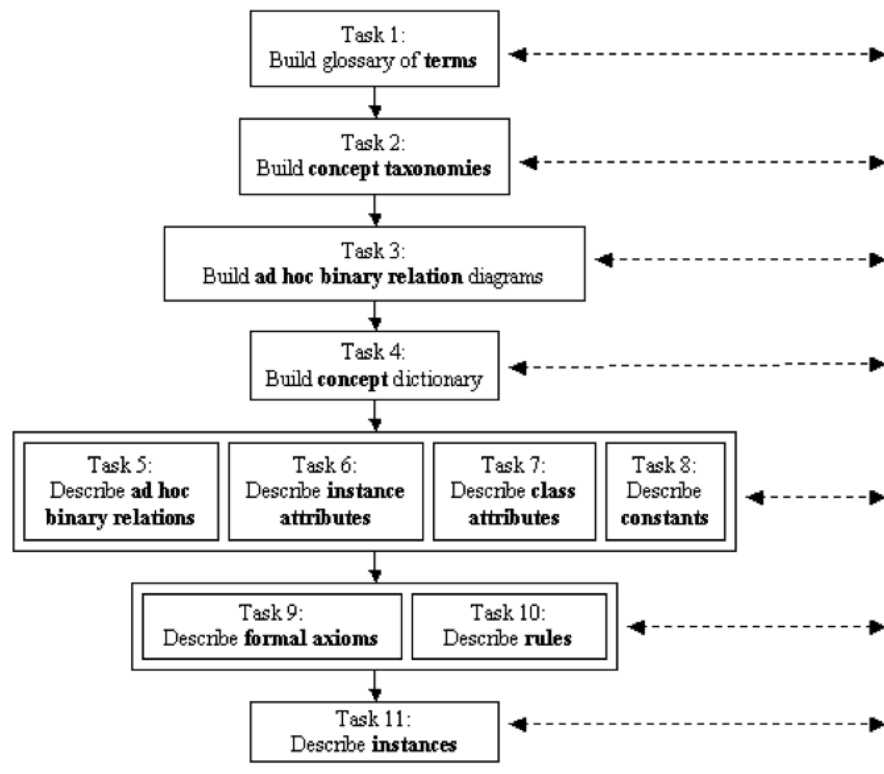 Task 1:
Build glossary of terms
Task 2:
Build concept taxonomies
Task 3:
Build ad hoc binary relation diagrams
Task 4:
Build concept dictionary
Task 5:
Describe ad hoc
binary relations
Task 6:
Describe instance
attributes
Task 7:
Describe class
attributes
Task 8:
Describe
constants
Task 9:
Describe formal axioms
Task 10:
Describe rules
Task 11:
Describe instances